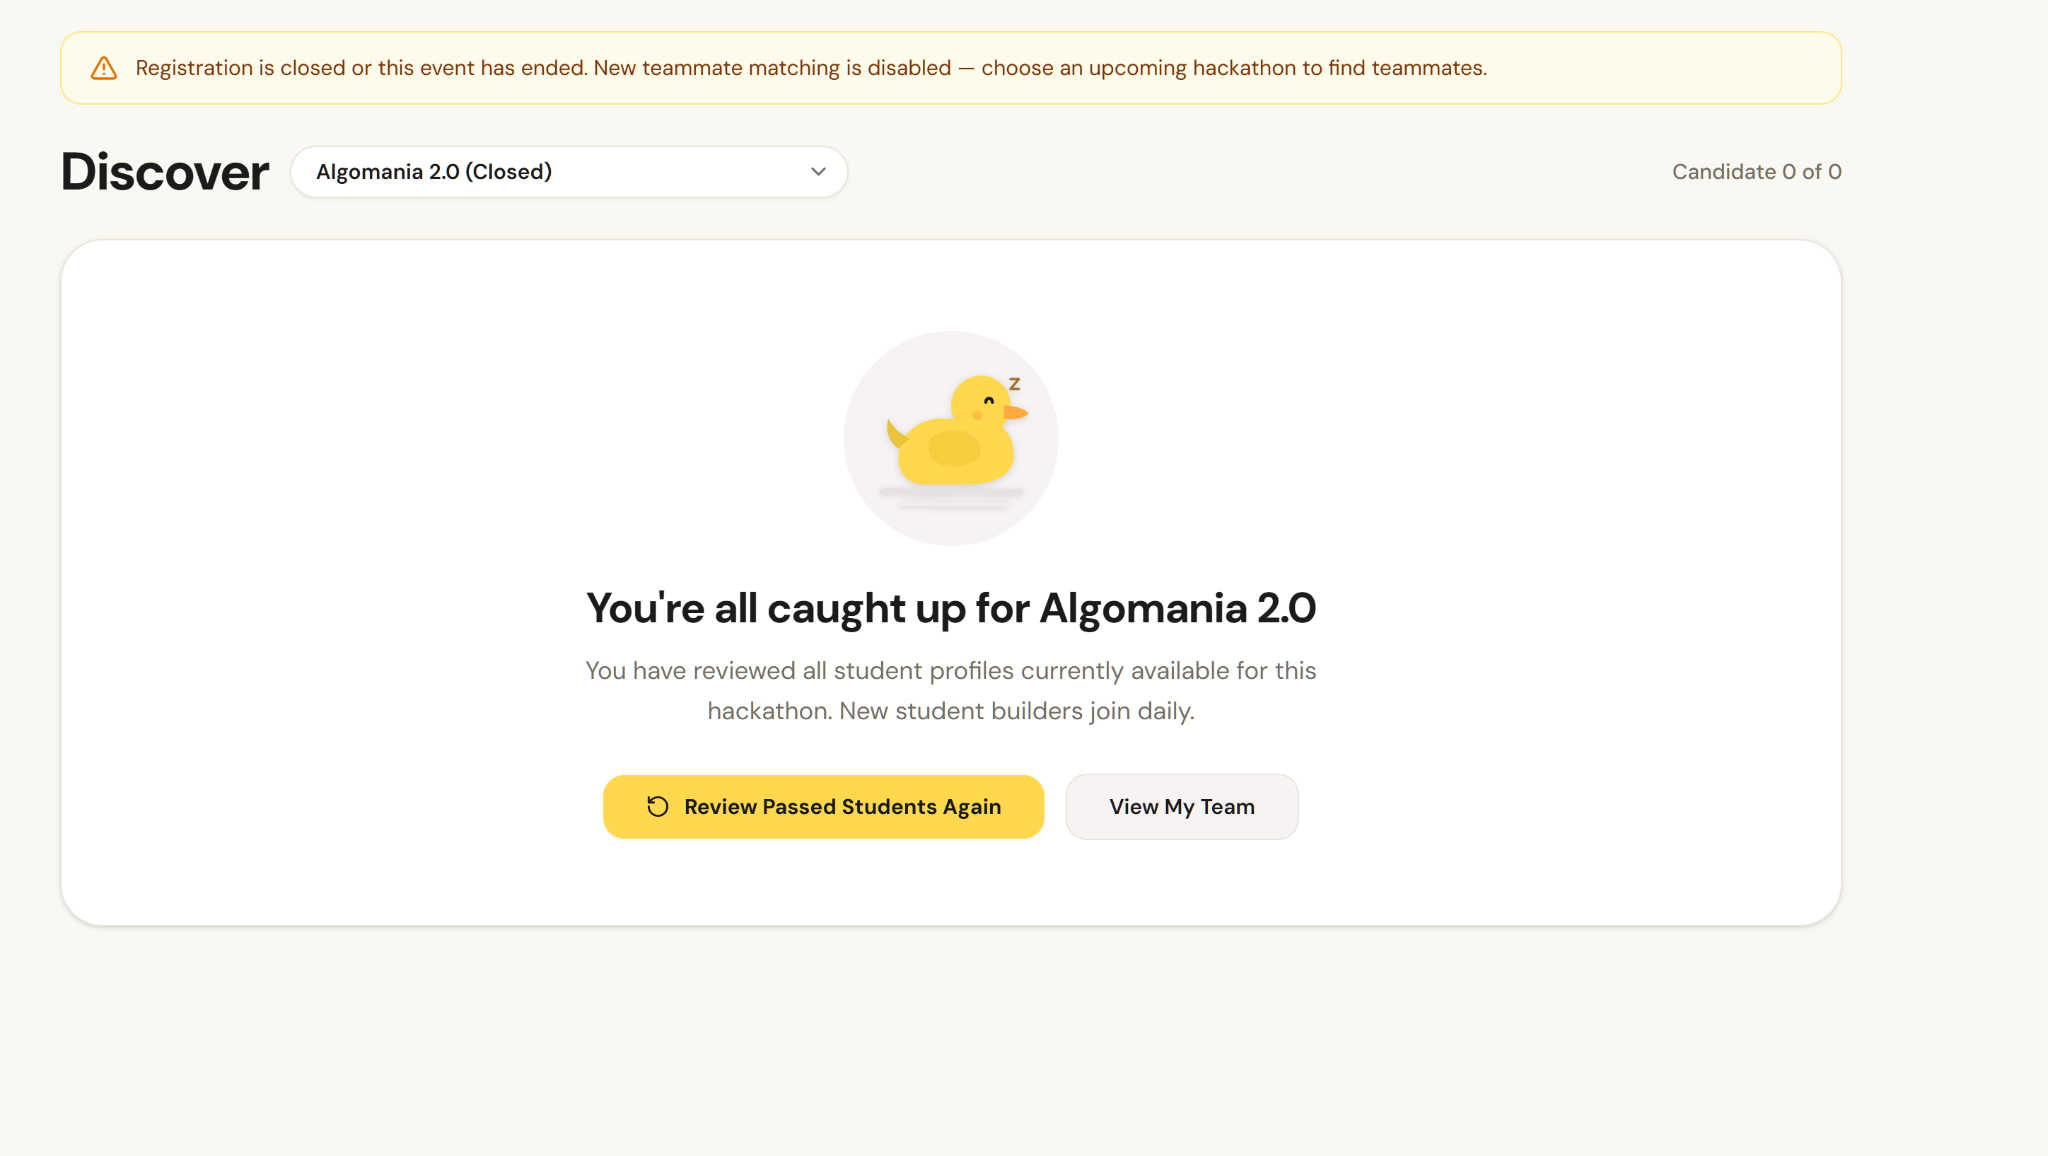 Registration is closed or this event has ended. New teammate matching is disabled — choose an upcoming hackathon to find teammates.
Discover
Algomania 2.0 (Closed)
Candidate 0 of 0
z
You're all caught up for Algomania 2.0
You have reviewed all student profiles currently available for this
hackathon. New student builders join daily.
Review Passed Students Again
View My Team